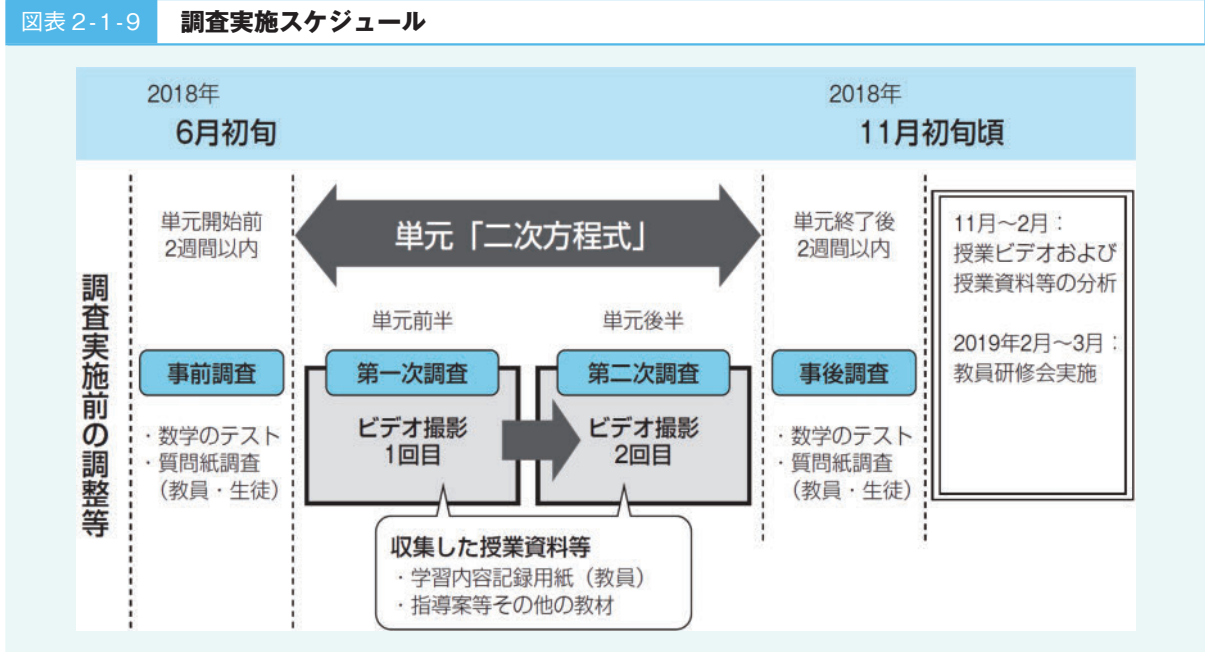 図表2-1-9 調査実施スケジュール
2018年
6月初旬
2018年
11月初旬頃
調査実施前の調整等
単元開始前
2週間以内
事前調査
・数学のテスト
・質問紙調査
(教員・生徒)
単元「二次方程式」
単元前半
第一次調査
ビデオ撮影
1回目
単元後半
第二次調査
ビデオ撮影
2回目
収集した授業資料等
・学習内容記録用紙(教員)
・指導案等その他の教材
単元終了後
2週間以内
事後調査
・数学のテスト
・質問紙調査
(教員・生徒)
11月~2月:
授業ビデオおよび
授業資料等の分析
2019年2月~3月:
教員研修会実施